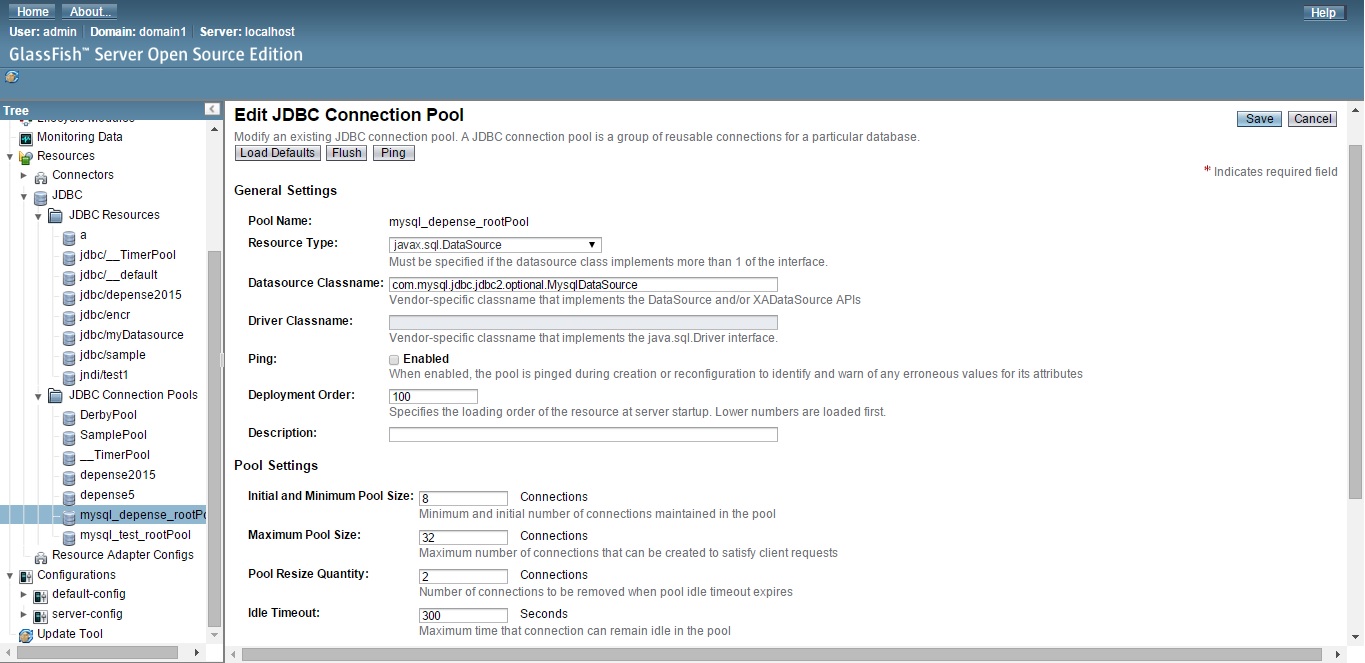 Home About... Help
User: admin Domain: domain1 Server: localhost
GlassFish™ Server Open Source Edition
Tree
Lifecycle Modules
Monitoring Data
Resources
Connectors
JDBC
JDBC Resources
a
jdbc/__TimerPool
jdbc/__default
jdbc/depense2015
jdbc/encr
jdbc/myDatasource
jdbc/sample
jndi/test1
JDBC Connection Pools
DerbyPool
SamplePool
__TimerPool
depense2015
depense5
mysql_depense_rootPo
mysql_test_rootPool
Resource Adapter Configs
Configurations
default-config
server-config
Update Tool
Edit JDBC Connection Pool
Save Cancel
Modify an existing JDBC connection pool. A JDBC connection pool is a group of reusable connections for a particular database.
Load Defaults Flush Ping
* Indicates required field
General Settings
Pool Name: mysql_depense_rootPool
Resource Type: javax.sql.DataSource
Must be specified if the datasource class implements more than 1 of the interface.
Datasource Classname: com.mysql.jdbc.jdbc2.optional.MysqlDataSource
Vendor-specific classname that implements the DataSource and/or XADataSource APIs
Driver Classname:
Vendor-specific classname that implements the java.sql.Driver interface.
Ping: Enabled
When enabled, the pool is pinged during creation or reconfiguration to identify and warn of any erroneous values for its attributes
Deployment Order: 100
Specifies the loading order of the resource at server startup. Lower numbers are loaded first.
Description:
Pool Settings
Initial and Minimum Pool Size: 8 Connections
Minimum and initial number of connections maintained in the pool
Maximum Pool Size: 32 Connections
Maximum number of connections that can be created to satisfy client requests
Pool Resize Quantity: 2 Connections
Number of connections to be removed when pool idle timeout expires
Idle Timeout: 300 Seconds
Maximum time that connection can remain idle in the pool